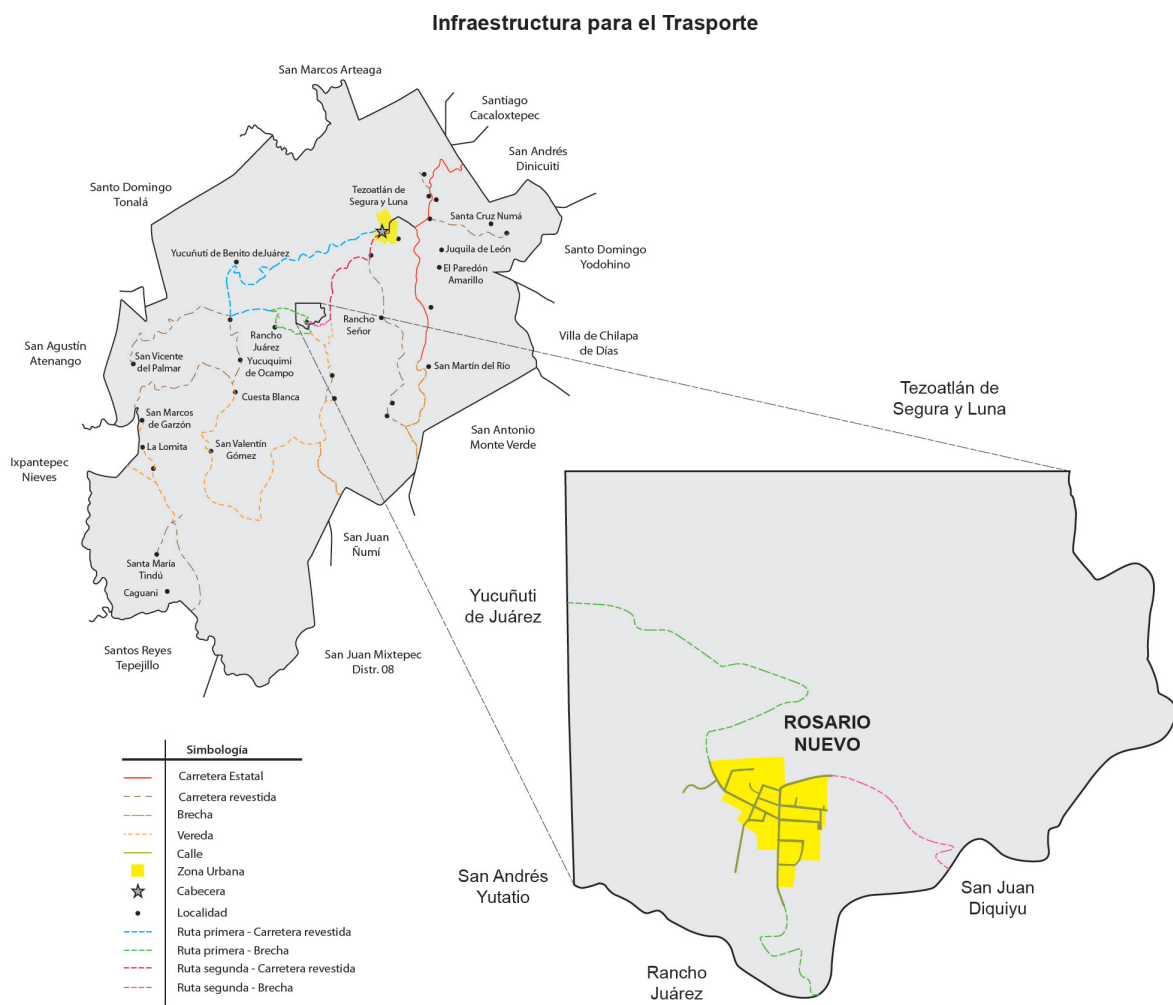 Infraestructura para el Trasporte
San Marcos Arteaga
Santiago
Cacaloxtepec
San Andrés
Dinicuiti
Santo Domingo
Tonalá
Tezoatlán de
Segura y Luna
Santa Cruz Numá
Yucuñuti de Benito deJuárez
Juquila de León
Santo Domingo
Yodohino
El Paredón
Amarillo
Rancho
Señor
Rancho
Juárez
Villa de Chilapa
de Días
San Agustín
Atenango
San Vicente
del Palmar
Yucuquimi
de Ocampo
San Martín del Río
Tezoatlán de
Segura y Luna
Cuesta Blanca
San Marcos
de Garzón
San Antonio
Monte Verde
La Lomita
San Valentín
Gómez
Ixpantepec
Nieves
San Juan
Ñumí
Santa María
Tindú
Caguani
Yucuñuti
de Juárez
Santos Reyes
Tepejillo
San Juan Mixtepec
Distr. 08
ROSARIO
NUEVO
San Andrés
Yutatio
San Juan
Diquiyu
Rancho
Juárez
Simbología
Carretera Estatal
Carretera revestida
Brecha
Vereda
Calle
Zona Urbana
Cabecera
Localidad
Ruta primera - Carretera revestida
Ruta primera - Brecha
Ruta segunda - Carretera revestida
Ruta segunda - Brecha